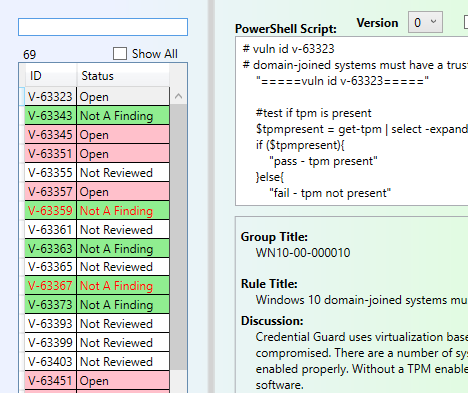 69
Show All
ID Status
V-63323 Open
V-63343 Not A Finding
V-63345 Open
V-63351 Open
V-63355 Not Reviewed
V-63357 Open
V-63359 Not A Finding
V-63361 Not Reviewed
V-63363 Not A Finding
V-63365 Not Reviewed
V-63367 Not A Finding
V-63373 Not A Finding
V-63393 Not Reviewed
V-63399 Not Reviewed
V-63403 Not Reviewed
V-63451 Open
PowerShell Script: Version 0
# vuln id v-63323
# domain-joined systems must have a trust
"=====vuln id v-63323====="
#test if tpm is present
$tpmpresent = get-tpm | select -expand
if ($tpmpresent){
"pass - tpm present"
}else{
"fail - tpm not present"
Group Title:
WN10-00-000010
Rule Title:
Windows 10 domain-joined systems mu
Discussion:
Credential Guard uses virtualization base
compromised. There are a number of sys
enabled properly. Without a TPM enable
software.